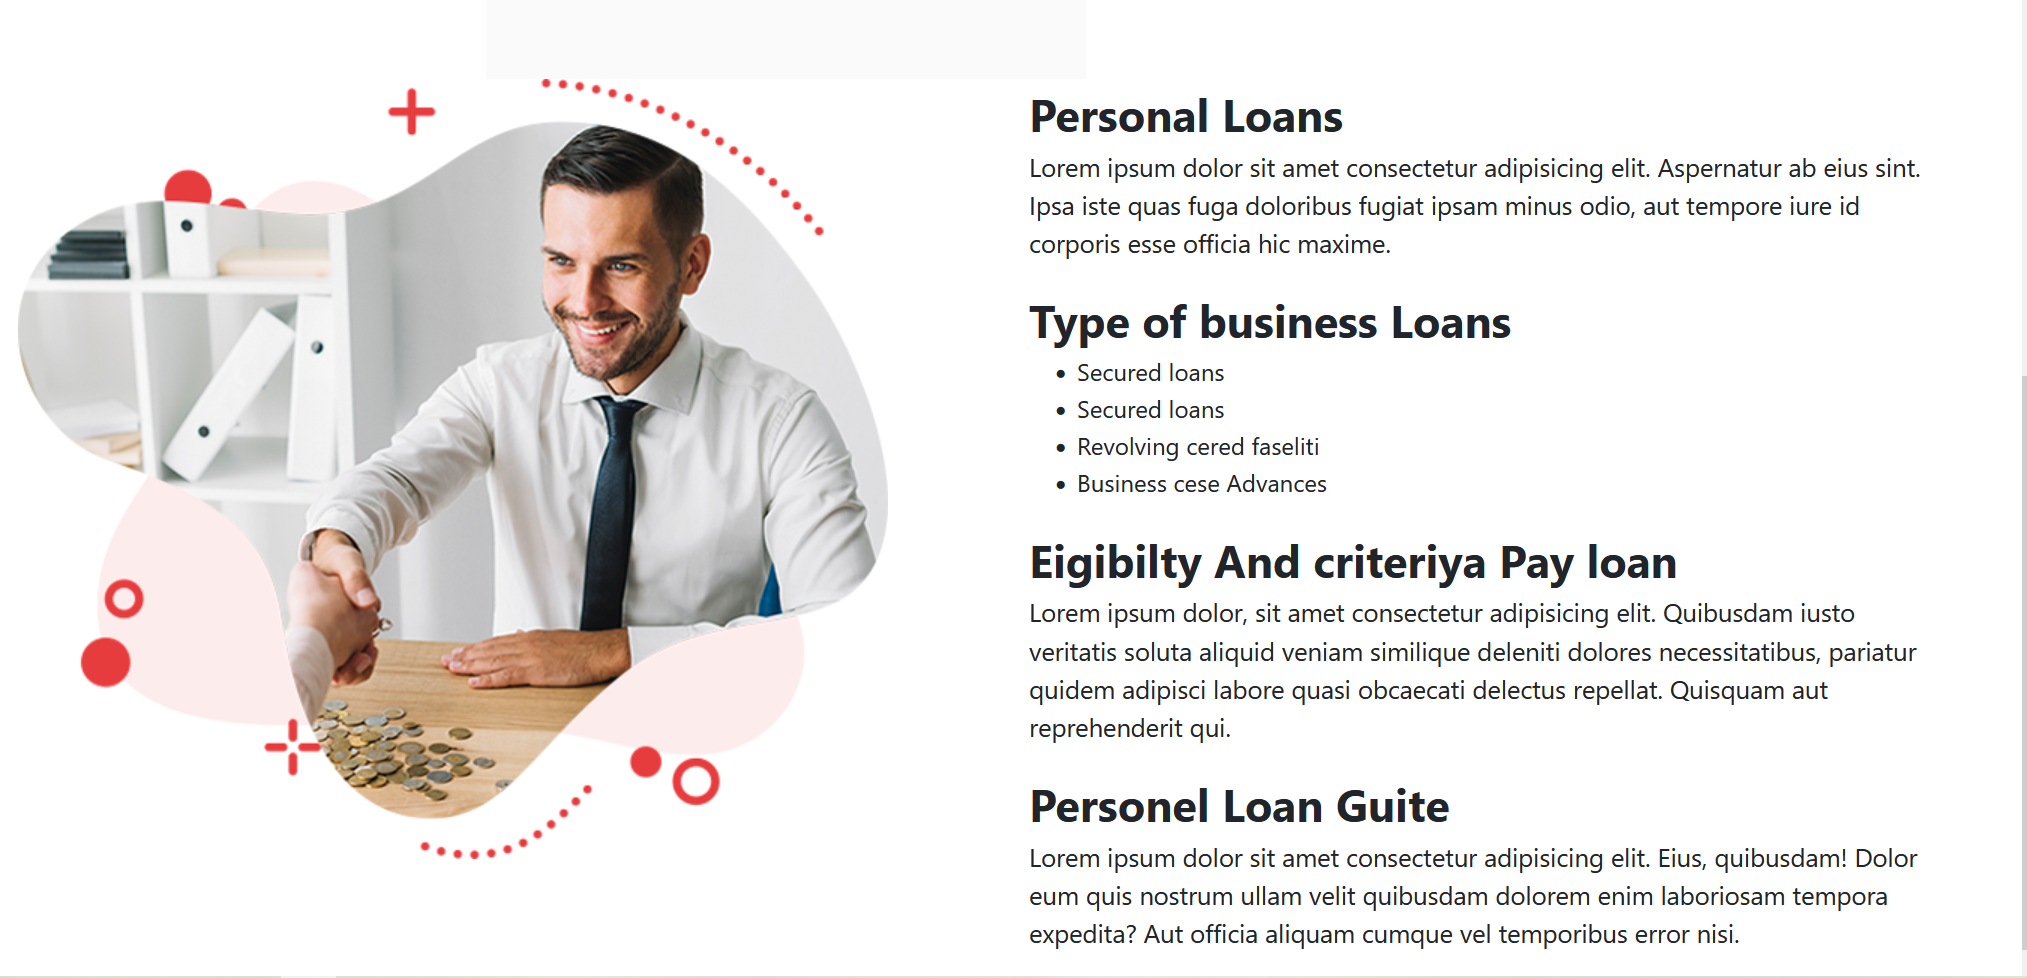 Personal Loans
Lorem ipsum dolor sit amet consectetur adipisicing elit. Aspernatur ab eius sint.
Ipsa iste quas fuga doloribus fugiat ipsam minus odio, aut tempore iure id
corporis esse officia hic maxime.
Type of business Loans
• Secured loans
• Secured loans
• Revolving cered faseliti
• Business cese Advances
Eigibilty And criteriya Pay loan
Lorem ipsum dolor, sit amet consectetur adipisicing elit. Quibusdam iusto
veritatis soluta aliquid veniam similique deleniti dolores necessitatibus, pariatur
quidem adipisci labore quasi obcaecati delectus repellat. Quisquam aut
reprehenderit qui.
Personel Loan Guite
Lorem ipsum dolor sit amet consectetur adipisicing elit. Eius, quibusdam! Dolor
eum quis nostrum ullam velit quibusdam dolorem enim laboriosam tempora
expedita? Aut officia aliquam cumque vel temporibus error nisi.